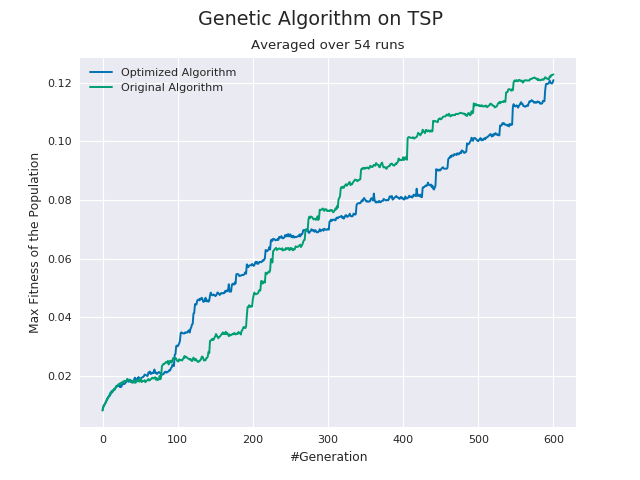 Genetic Algorithm on TSP
Averaged over 54 runs
Optimized Algorithm
Original Algorithm
Max Fitness of the Population
0.12
0.10
0.08
0.06
0.04
0.02
0 100 200 300 400 500 600
#Generation